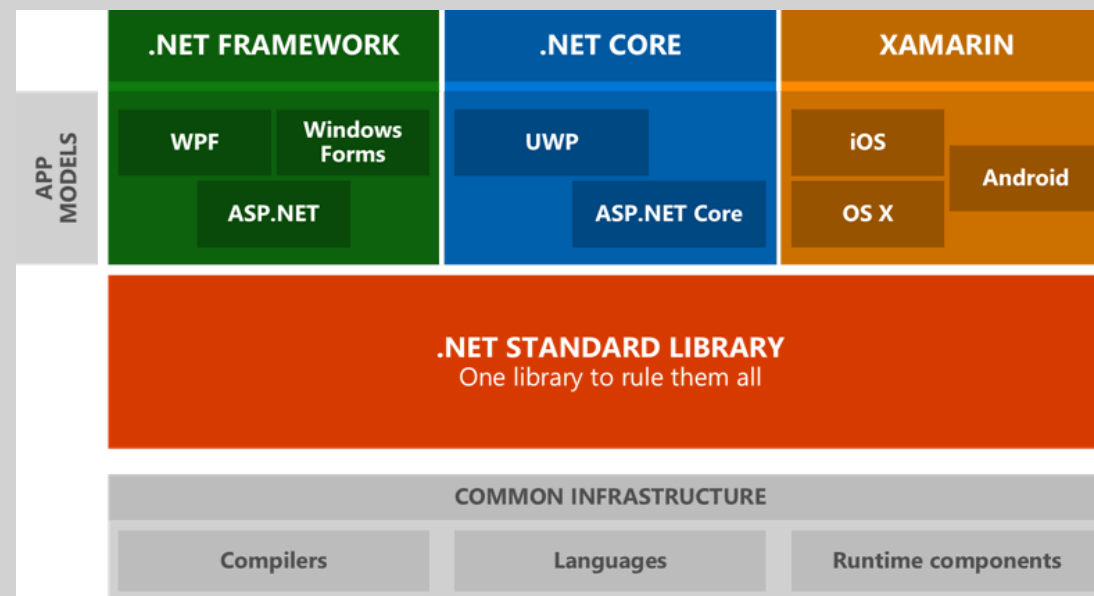 .NET FRAMEWORK
.NET CORE
XAMARIN
APP
MODELS
WPF
Windows
Forms
ASP.NET
UWP
ASP.NET Core
iOS
Android
OS X
.NET STANDARD LIBRARY
One library to rule them all
COMMON INFRASTRUCTURE
Compilers
Languages
Runtime components